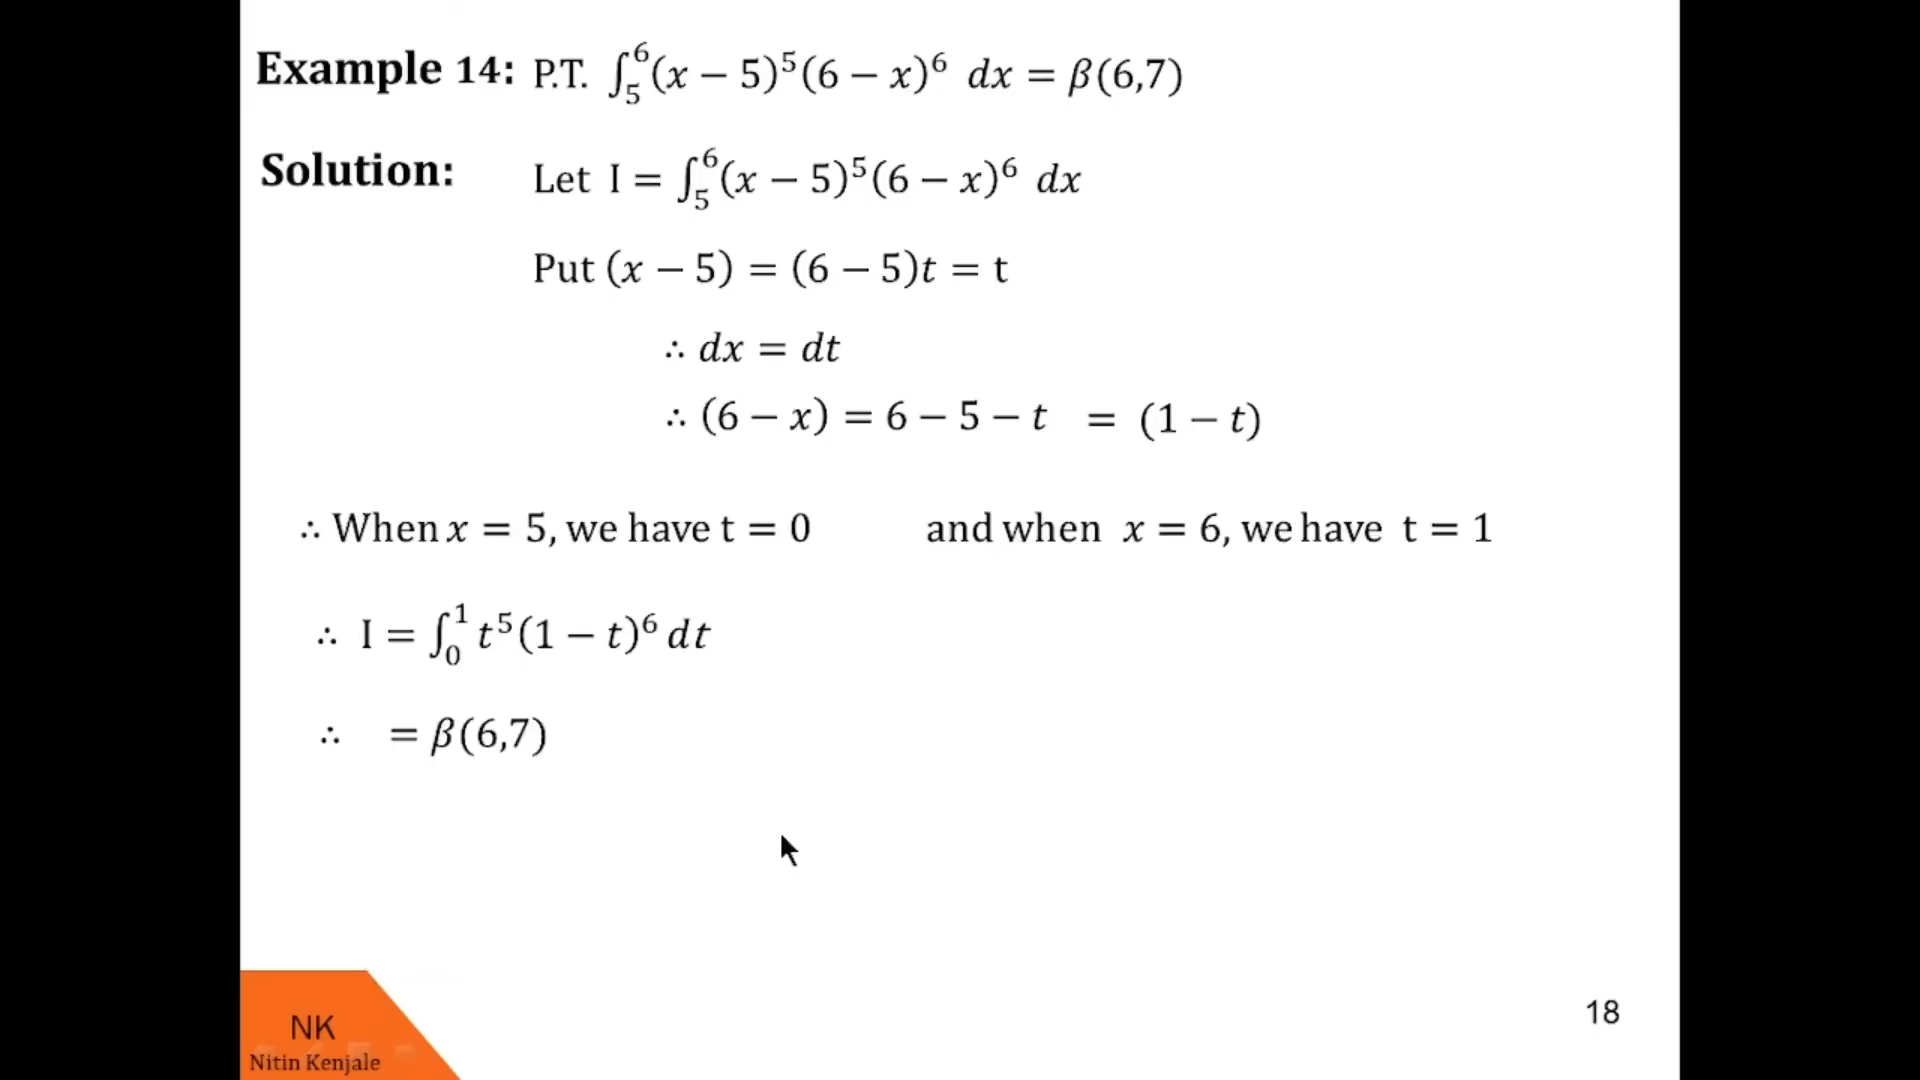 Example 14: P.T. ∫₅⁶(x − 5)⁵(6 − x)⁶ dx = β(6,7)
Solution: Let I = ∫₅⁶(x − 5)⁵(6 − x)⁶ dx
Put (x − 5) = (6 − 5)t = t
∴ dx = dt
∴ (6 − x) = 6 − 5 − t = (1 − t)
∴ When x = 5, we have t = 0 and when x = 6, we have t = 1
∴ I = ∫₀¹ t⁵(1 − t)⁶ dt
∴ = β(6,7)
NK
Nitin Kenjale
18